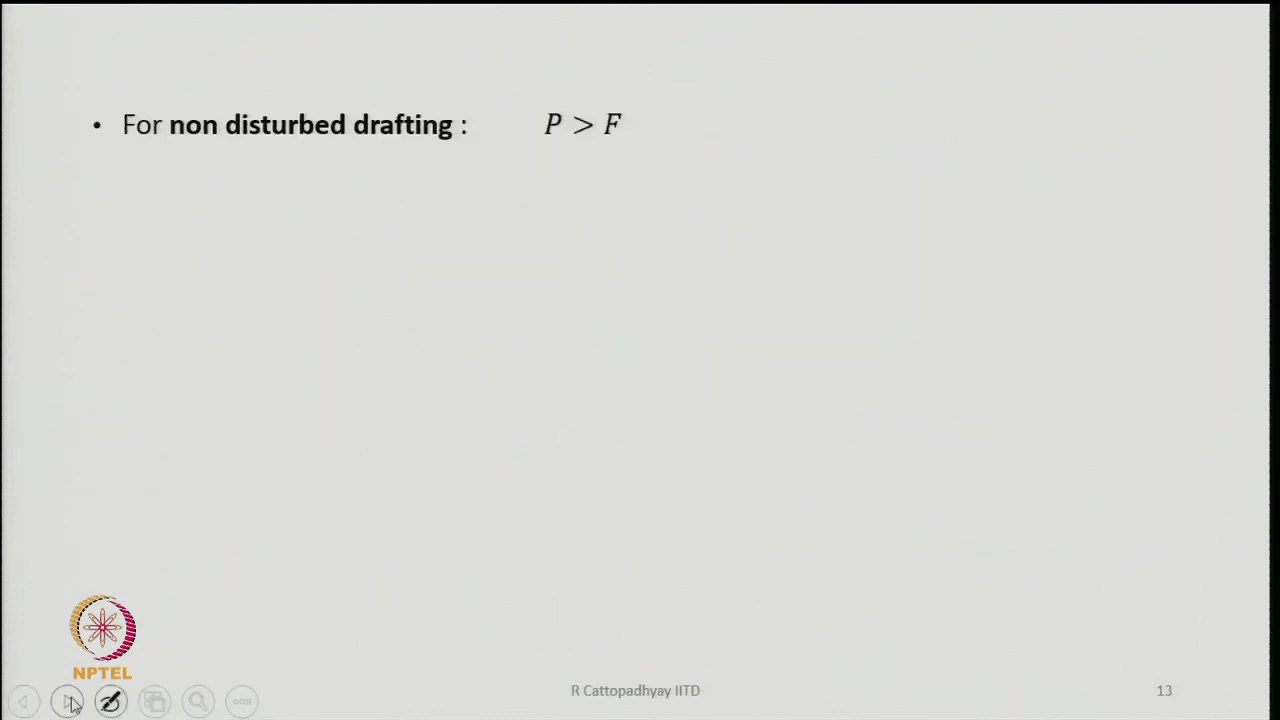 • For non disturbed drafting : P > F
NPTEL
R Cattopadhyay IITD
13